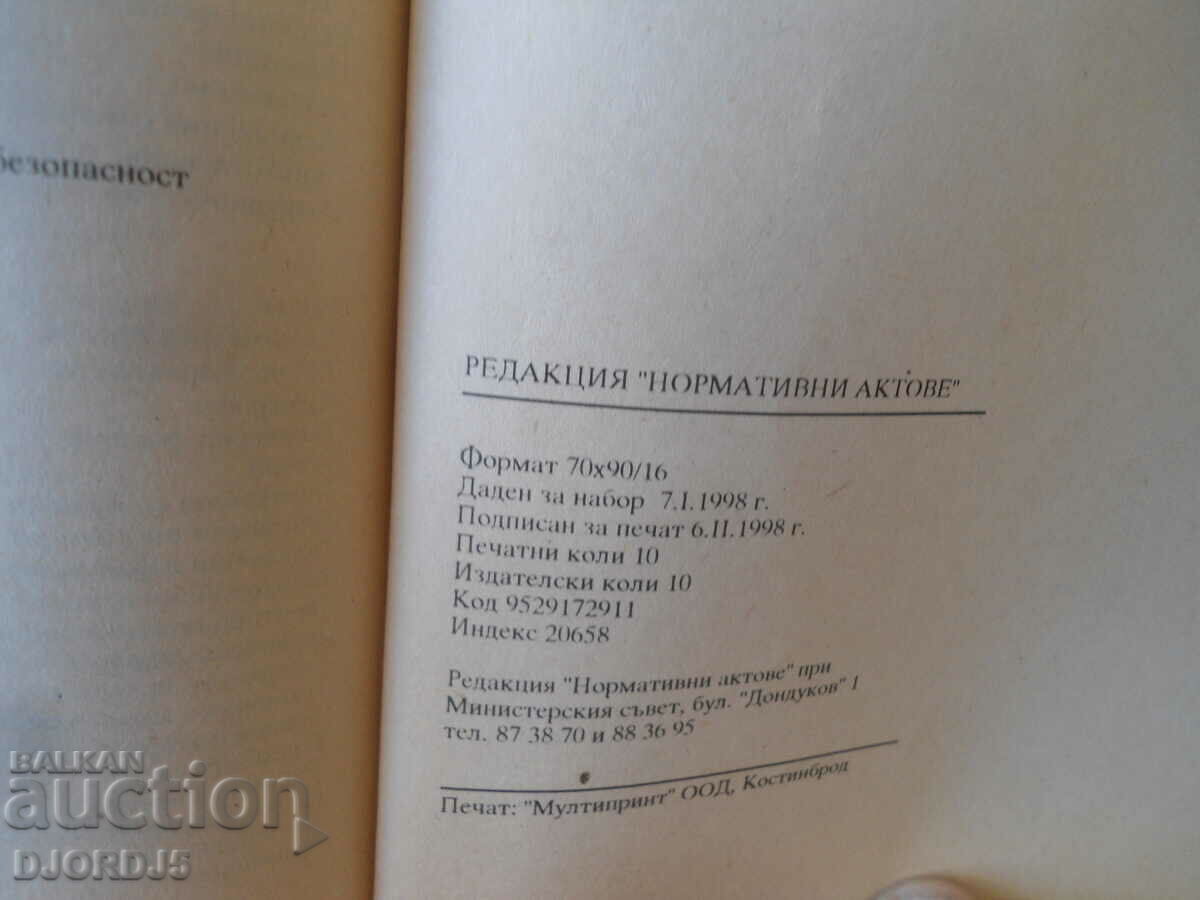 безопасност
РЕДАКЦИЯ "НОРМАТИВНИ АКТОВЕ"
Формат 70х90/16
Даден за набор 7.I.1998 г.
Подписан за печат 6.II.1998 г.
Печатни коли 10
Издателски коли 10
Код 9529172911
Индекс 20658
Редакция "Нормативни актове" при
Министерския съвет, бул. "Дондуков" 1
тел. 87 38 70 и 88 36 95
Печат: "Мултипринт" ООД, Костинброд
BALKAN
auction
DJORDJ5